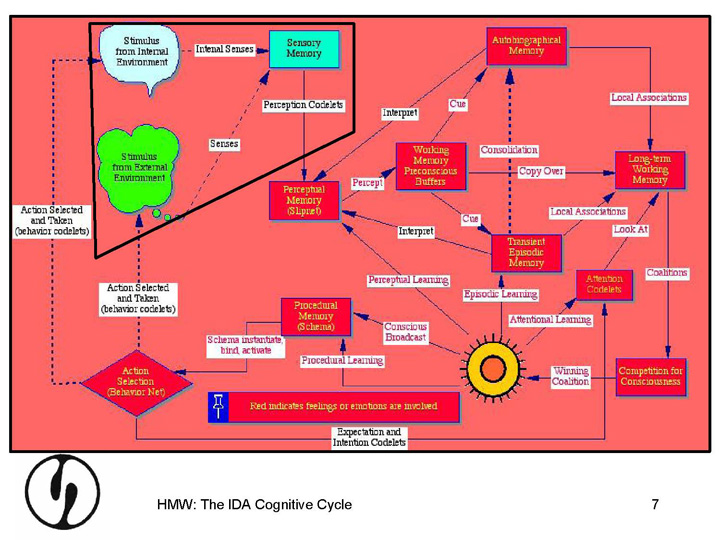 Stimulus
from Internal
Environment
Intenal Senses
Sensory
Memory
Autobiographical
Memory
Local Associations
Perception Codelets
Interpret
Cue
Senses
Stimulus
from External
Environment
Working
Memory
Preconscious
Buffers
Consolidation
Copy Over
Long-term
Working
Memory
Percept
Perceptual
Memory
(Slipnet)
Action Selected
and Taken
(behavior codelets)
Cue
Local Associations
Interpret
Look At
Transient
Episodic
Memory
Perceptual Learning
Coalitions
Attention
Codelets
Action Selected
and Taken
(behavior codelets)
Episodic Learning
Procedural
Memory
(Schema)
Attentional Learning
Conscious
Broadcast
Schema instantiate,
bind, activate
Procedural Learning
Action
Selection
(Behavior Net)
Winning
Coalition
Competition for
Consciousness
Red indicates feelings or emotions are involved
Expectation and
Intention Codelets
HMW: The IDA Cognitive Cycle
7